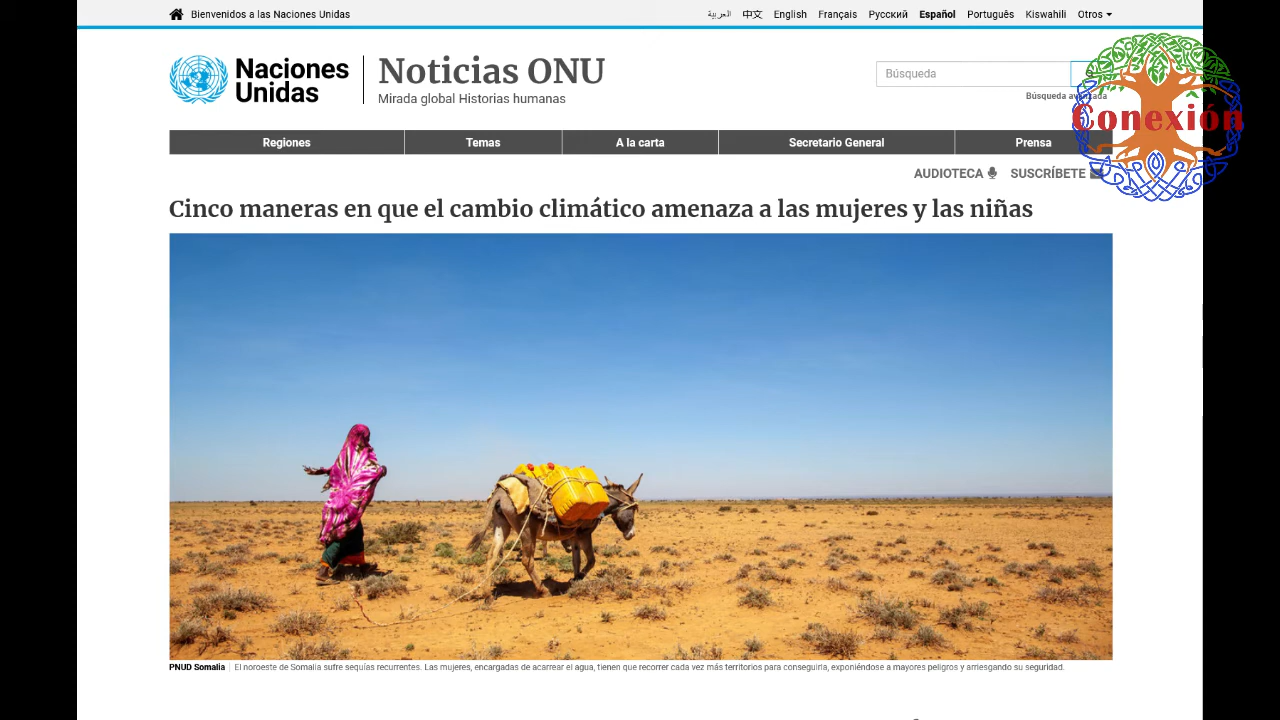 Bienvenidos a las Naciones Unidas
العربية 中文 English Français Русский Español Português Kiswahili Otros
Naciones Unidas
Noticias ONU
Mirada global Historias humanas
Búsqueda
Búsqueda avanzada
Conexión
Regiones Temas A la carta Secretario General Prensa
AUDIOTECA SUSCRÍBETE
Cinco maneras en que el cambio climático amenaza a las mujeres y las niñas
PNUD Somalia El noroeste de Somalia sufre sequías recurrentes. Las mujeres, encargadas de acarrear el agua, tienen que recorrer cada vez más territorios para conseguirla, exponiéndose a mayores peligros y arriesgando su seguridad.